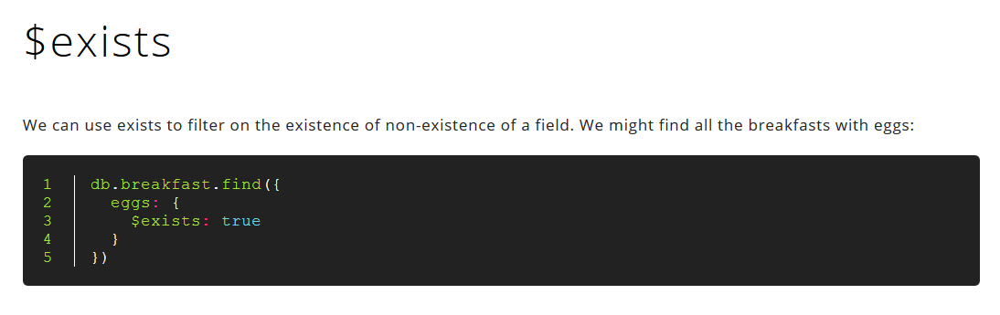 $exists
We can use exists to filter on the existence of non-existence of a field. We might find all the breakfasts with eggs:
1 db.breakfast.find({
2   eggs: {
3     $exists: true
4   }
5 })